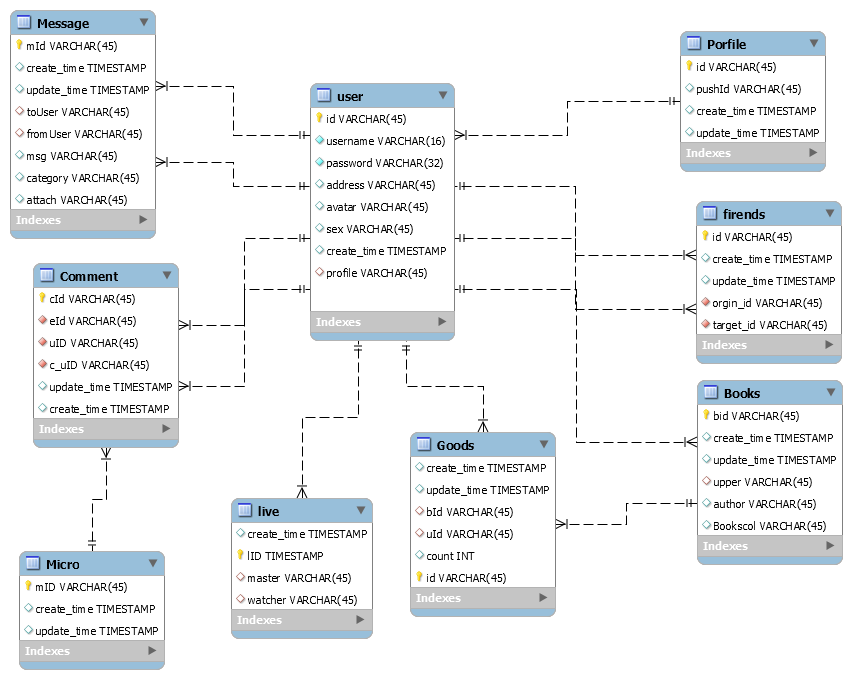 Message
mId VARCHAR(45)
create_time TIMESTAMP
update_time TIMESTAMP
toUser VARCHAR(45)
fromUser VARCHAR(45)
msg VARCHAR(45)
category VARCHAR(45)
attach VARCHAR(45)
Indexes
user
id VARCHAR(45)
username VARCHAR(16)
password VARCHAR(32)
address VARCHAR(45)
avatar VARCHAR(45)
sex VARCHAR(45)
create_time TIMESTAMP
profile VARCHAR(45)
Indexes
Porfile
id VARCHAR(45)
pushId VARCHAR(45)
create_time TIMESTAMP
update_time TIMESTAMP
Indexes
firends
id VARCHAR(45)
create_time TIMESTAMP
update_time TIMESTAMP
orgin_id VARCHAR(45)
target_id VARCHAR(45)
Indexes
Comment
cId VARCHAR(45)
eId VARCHAR(45)
uID VARCHAR(45)
c_uID VARCHAR(45)
update_time TIMESTAMP
create_time TIMESTAMP
Indexes
Books
bid VARCHAR(45)
create_time TIMESTAMP
update_time TIMESTAMP
upper VARCHAR(45)
author VARCHAR(45)
Bookscol VARCHAR(45)
Indexes
Goods
create_time TIMESTAMP
update_time TIMESTAMP
bId VARCHAR(45)
uId VARCHAR(45)
count INT
id VARCHAR(45)
Indexes
live
create_time TIMESTAMP
lID TIMESTAMP
master VARCHAR(45)
watcher VARCHAR(45)
Indexes
Micro
mID VARCHAR(45)
create_time TIMESTAMP
update_time TIMESTAMP
Indexes